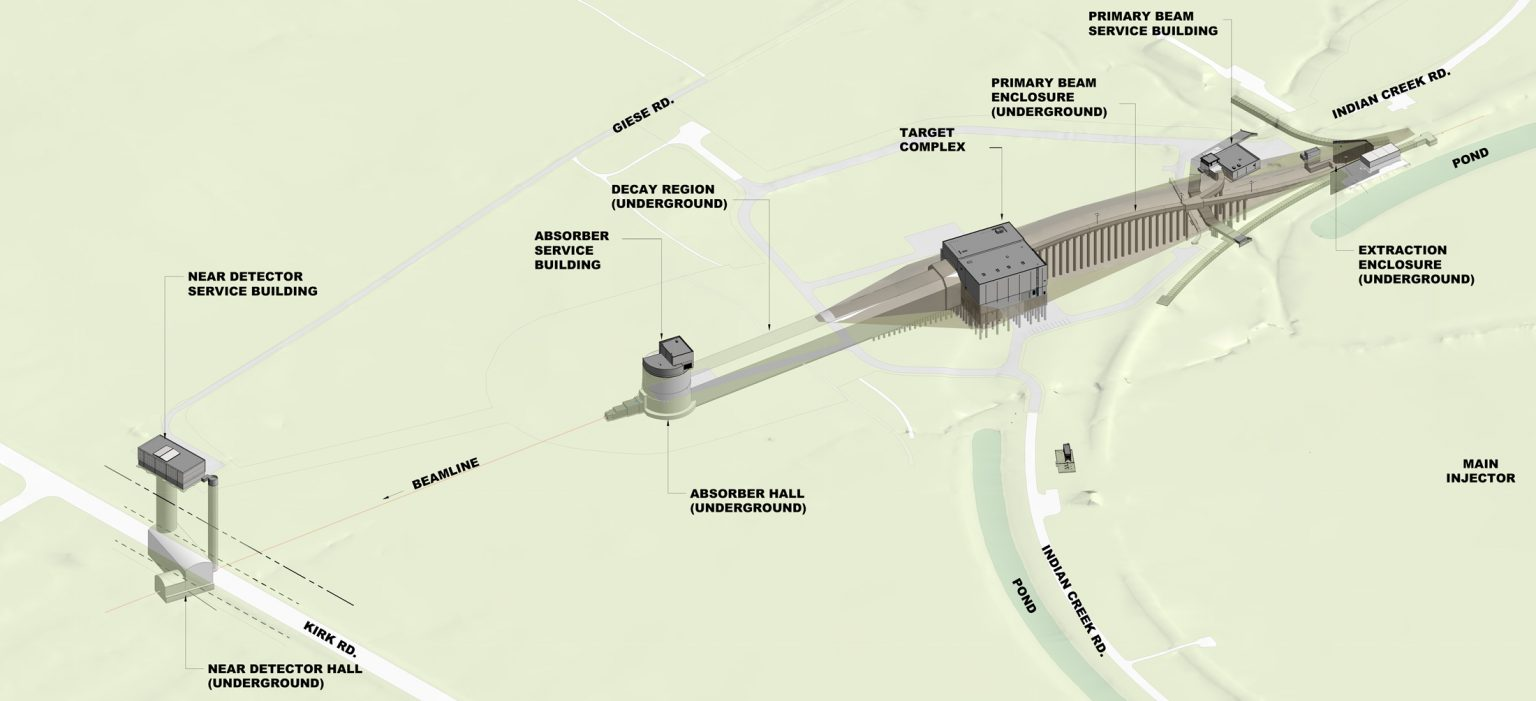 PRIMARY BEAM
SERVICE BUILDING
INDIAN CREEK RD.
PRIMARY BEAM
ENCLOSURE
(UNDERGROUND)
GIESE RD.
TARGET
COMPLEX
POND
DECAY REGION
(UNDERGROUND)
ABSORBER
SERVICE
BUILDING
EXTRACTION
ENCLOSURE
(UNDERGROUND)
NEAR DETECTOR
SERVICE BUILDING
BEAMLINE
MAIN
INJECTOR
ABSORBER HALL
(UNDERGROUND)
POND
INDIAN CREEK RD.
KIRK RD.
NEAR DETECTOR HALL
(UNDERGROUND)